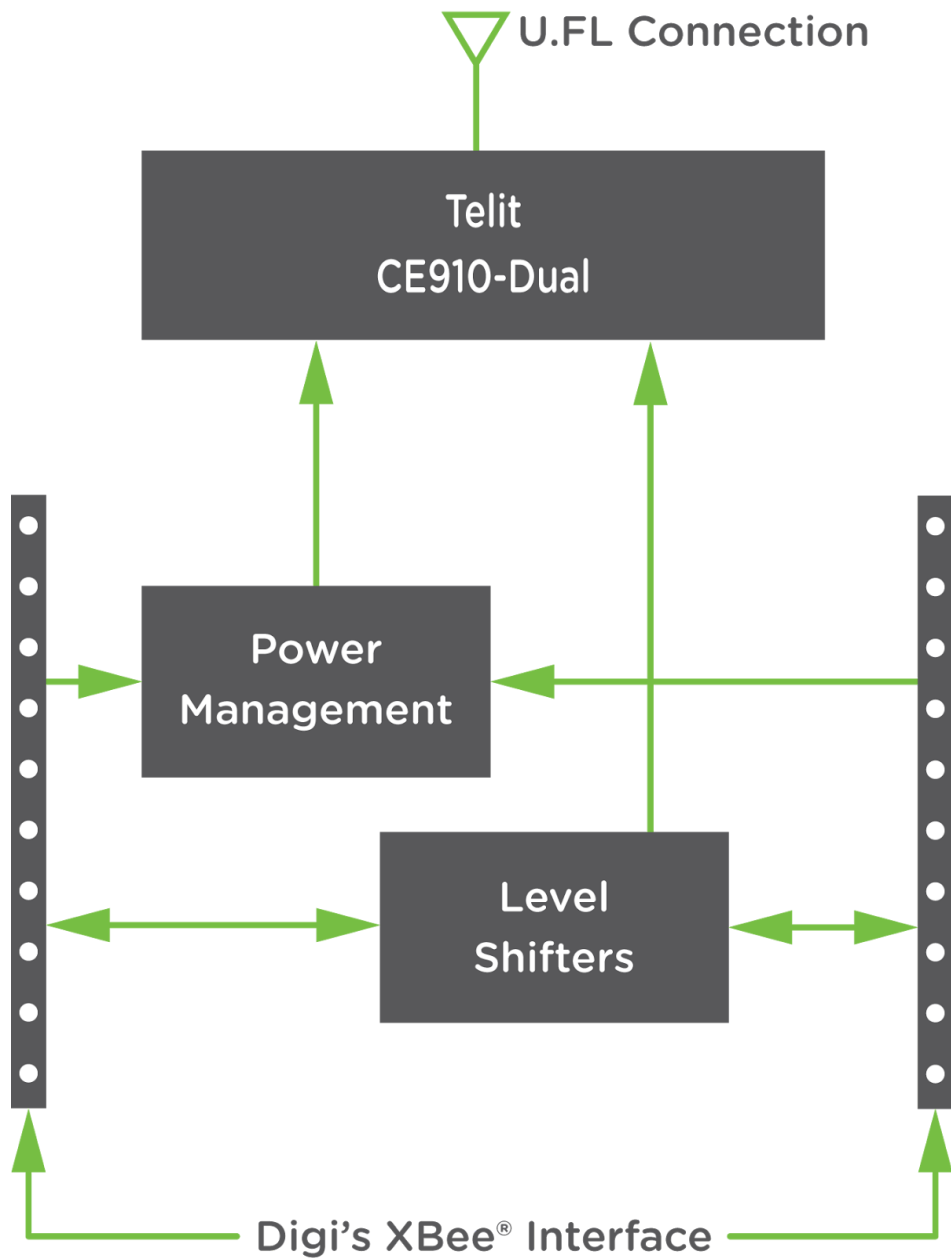 U.FL Connection
Telit
CE910-Dual
Power
Management
Level
Shifters
Digi's XBee® Interface